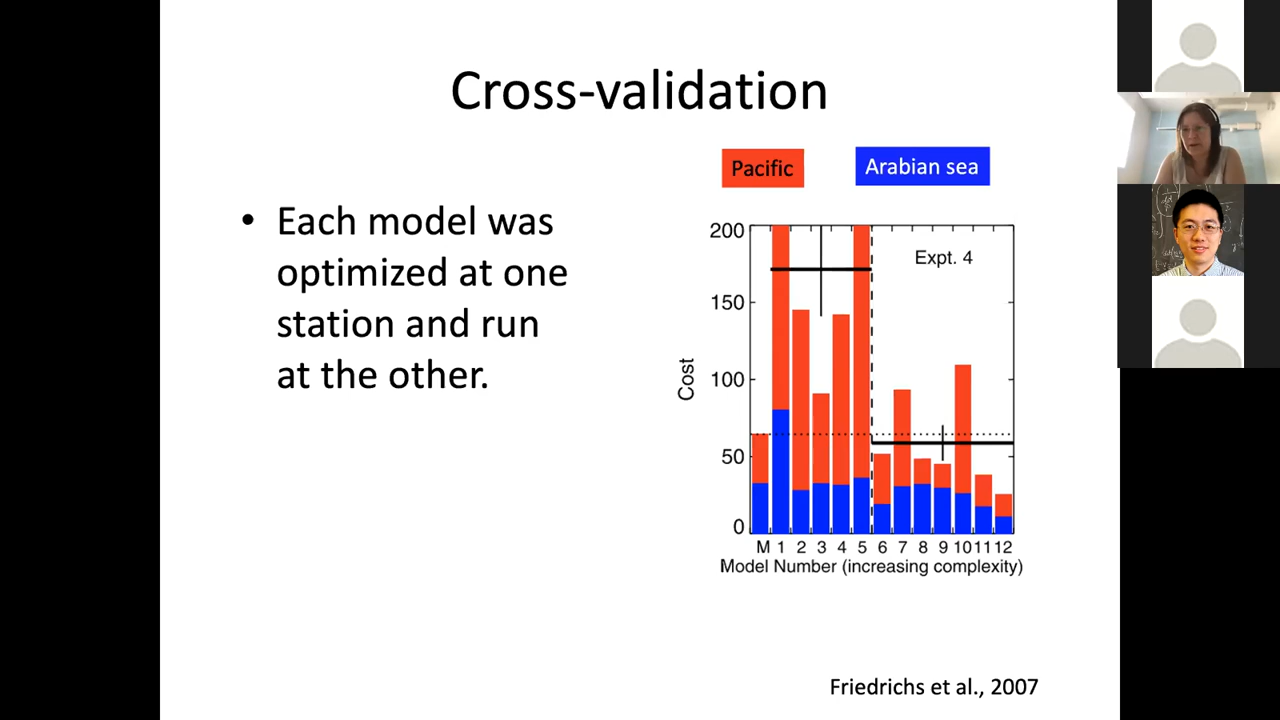 Cross-validation
• Each model was
optimized at one
station and run
at the other.
Pacific
Arabian sea
Expt. 4
200
150
100
50
0
Cost
M 1 2 3 4 5 6 7 8 9 10 11 12
Model Number (increasing complexity)
Friedrichs et al., 2007